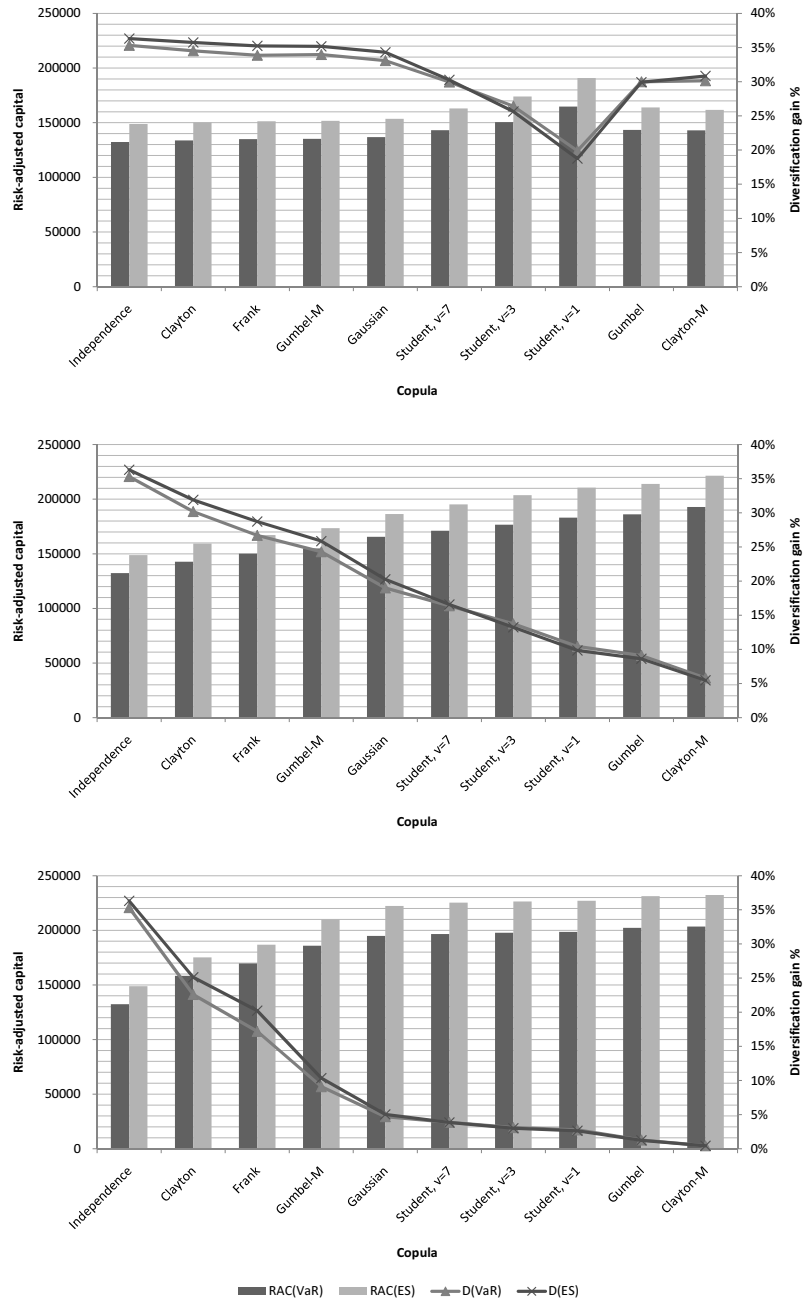 250000
200000
150000
100000
50000
0
Risk-adjusted capital
40%
35%
30%
25%
20%
15%
10%
5%
0%
Diversification gain %
Independence
Clayton
Frank
Gumbel-M
Gaussian
Student, v=7
Student, v=3
Student, v=1
Gumbel
Clayton-M
Copula
250000
200000
150000
100000
50000
0
Risk-adjusted capital
40%
35%
30%
25%
20%
15%
10%
5%
0%
Diversification gain %
Independence
Clayton
Frank
Gumbel-M
Gaussian
Student, v=7
Student, v=3
Student, v=1
Gumbel
Clayton-M
Copula
250000
200000
150000
100000
50000
0
Risk-adjusted capital
40%
35%
30%
25%
20%
15%
10%
5%
0%
Diversification gain %
Independence
Clayton
Frank
Gumbel-M
Gaussian
Student, v=7
Student, v=3
Student, v=1
Gumbel
Clayton-M
Copula
RAC(VaR) RAC(ES) D(VaR) D(ES)